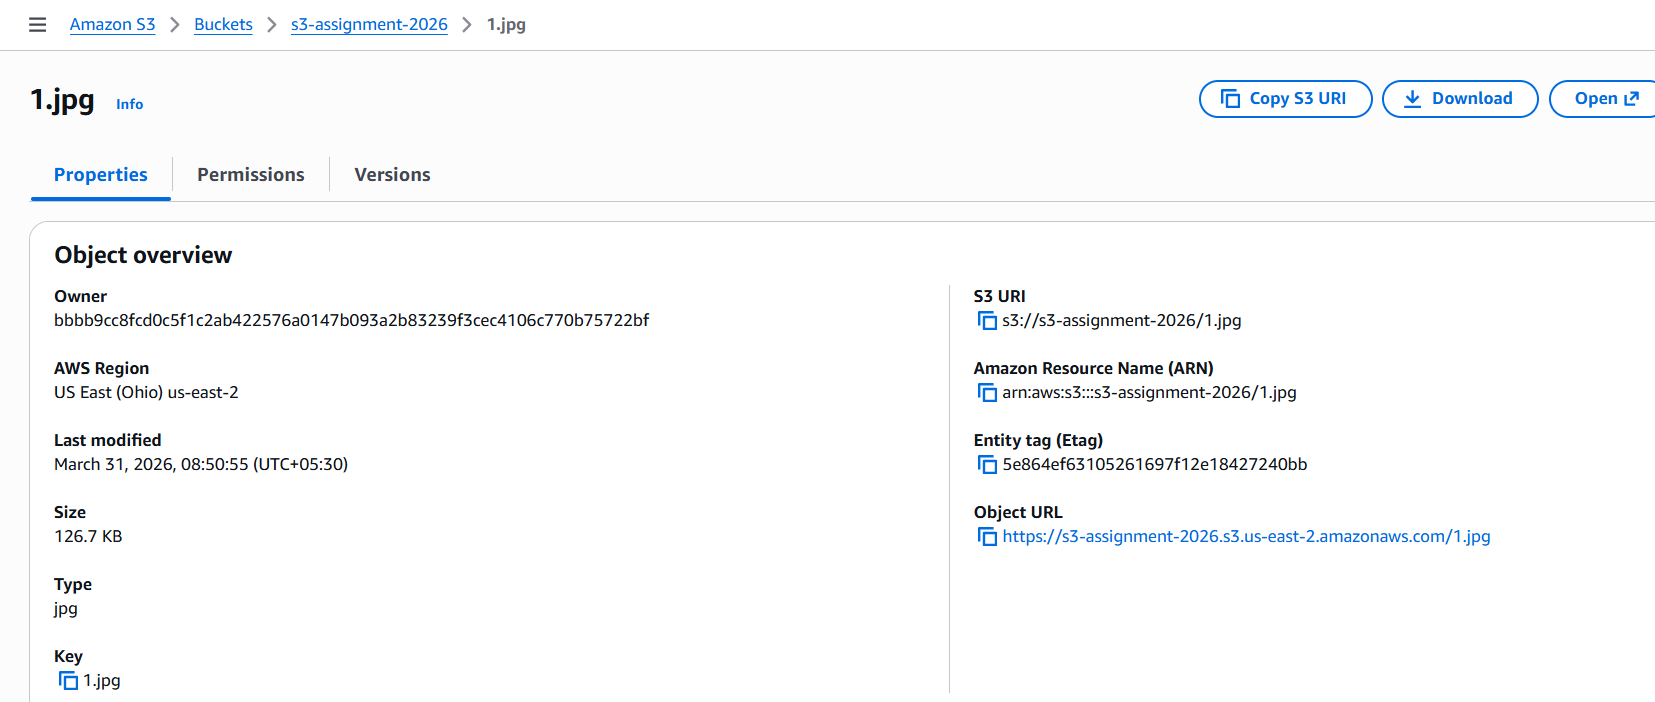 Amazon S3 > Buckets > s3-assignment-2026 > 1.jpg
1.jpg Info
Copy S3 URI Download Open
Properties Permissions Versions
Object overview
Owner
bbbb9cc8fcd0c5f1c2ab422576a0147b093a2b83239f3cec4106c770b75722bf
AWS Region
US East (Ohio) us-east-2
Last modified
March 31, 2026, 08:50:55 (UTC+05:30)
Size
126.7 KB
Type
jpg
Key
1.jpg
S3 URI
s3://s3-assignment-2026/1.jpg
Amazon Resource Name (ARN)
arn:aws:s3:::s3-assignment-2026/1.jpg
Entity tag (Etag)
5e864ef63105261697f12e18427240bb
Object URL
https://s3-assignment-2026.s3.us-east-2.amazonaws.com/1.jpg